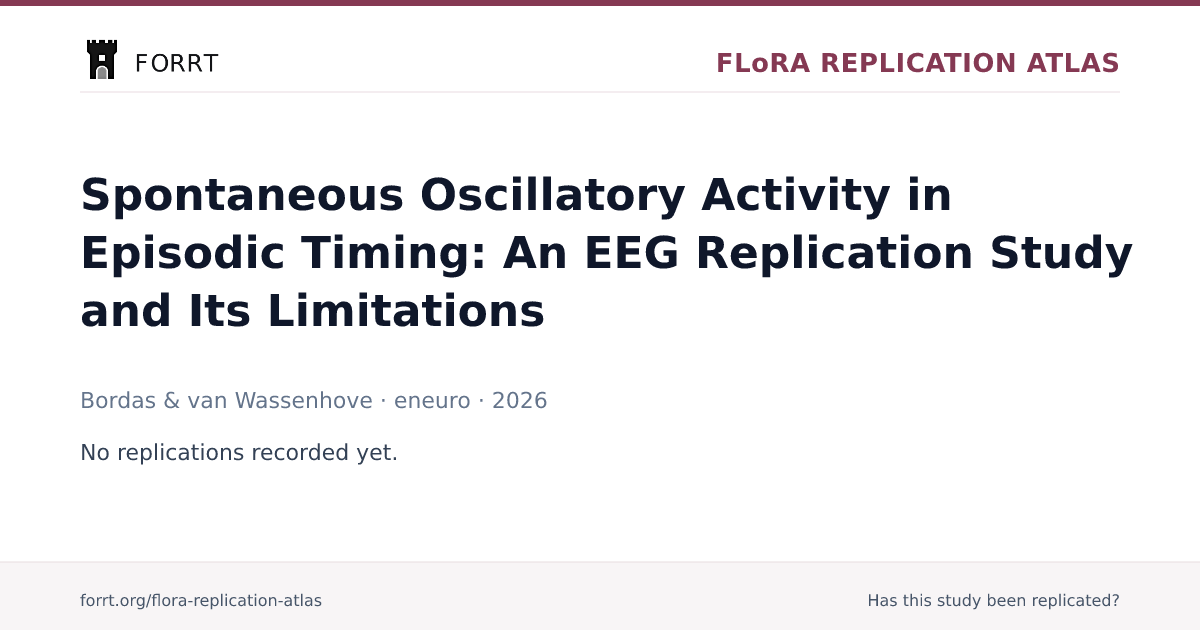 FORRT
FLoRA REPLICATION ATLAS
Spontaneous Oscillatory Activity in
Episodic Timing: An EEG Replication Study
and Its Limitations
Bordas & van Wassenhove · eneuro · 2026
No replications recorded yet.
forrt.org/flora-replication-atlas
Has this study been replicated?